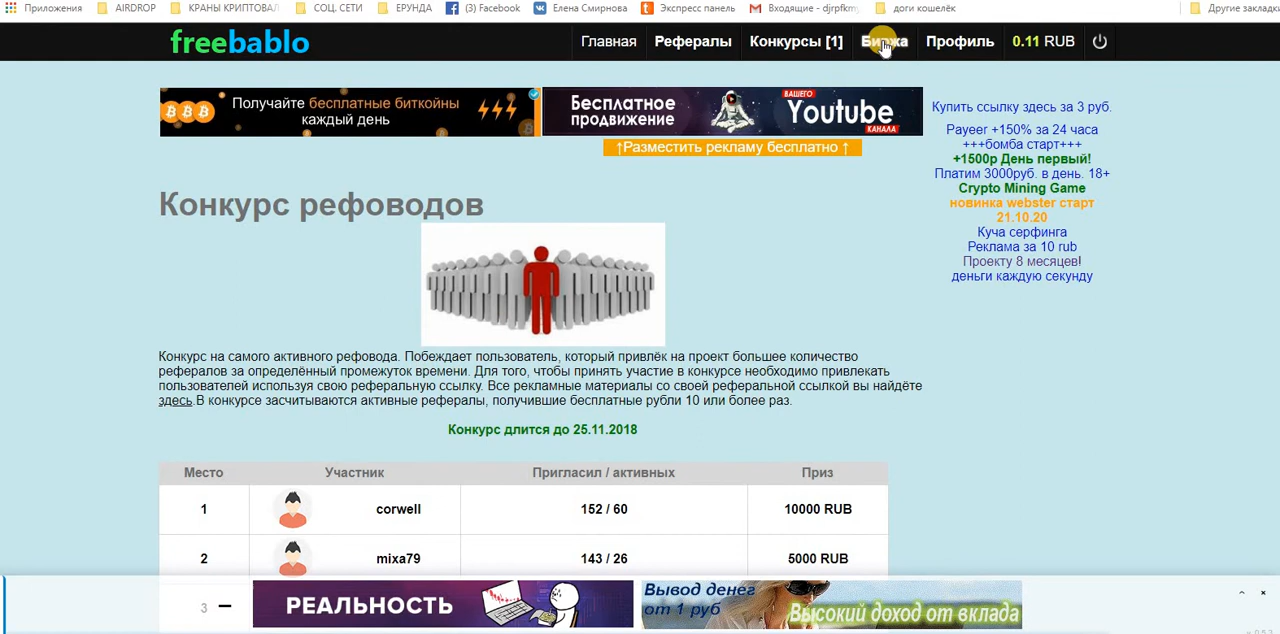 Приложения AIRDROP КРАНЫ КРИПТОВАЛ СОЦ. СЕТИ ЕРУНДА (3) Facebook Елена Смирнова Экспресс панель Входящие - djrpfkmy доги кошелёк Другие закладки
freebablo Главная Рефералы Конкурсы [1] Биржа Профиль 0.11 RUB
Получайте бесплатные биткойны
каждый день
Бесплатное
продвижение
ВАШЕГО
Youtube
КАНАЛА
↑Разместить рекламу бесплатно ↑
Купить ссылку здесь за 3 руб.
Payeer +150% за 24 часа
+++бомба старт+++
+1500р День первый!
Платим 3000руб. в день. 18+
Crypto Mining Game
новинка webster старт
21.10.20
Куча серфинга
Реклама за 10 rub
Проекту 8 месяцев!
деньги каждую секунду
Конкурс рефоводов
Конкурс на самого активного рефовода. Побеждает пользователь, который привлёк на проект большее количество
рефералов за определённый промежуток времени. Для того, чтобы принять участие в конкурсе необходимо привлекать
пользователей используя свою реферальную ссылку. Все рекламные материалы со своей реферальной ссылкой вы найдёте
здесь.В конкурсе засчитываются активные рефералы, получившие бесплатные рубли 10 или более раз.
Конкурс длится до 25.11.2018
Место Участник Пригласил / активных Приз
1 corwell 152 / 60 10000 RUB
2 mixa79 143 / 26 5000 RUB
3
РЕАЛЬНОСТЬ
Вывод денег
от 1 руб
Высокий доход от вклада